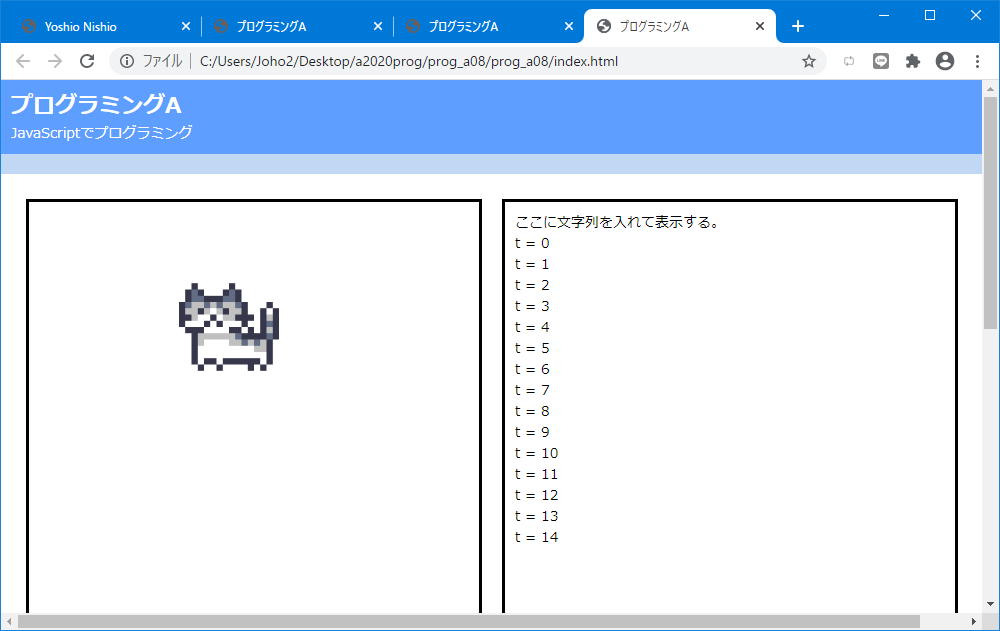 Yoshio Nishio
プログラミングA
プログラミングA
プログラミングA
ファイル
C:/Users/Joho2/Desktop/a2020prog/prog_a08/prog_a08/index.html
プログラミングA
JavaScriptでプログラミング
ここに文字列を入れて表示する。
t = 0
t = 1
t = 2
t = 3
t = 4
t = 5
t = 6
t = 7
t = 8
t = 9
t = 10
t = 11
t = 12
t = 13
t = 14